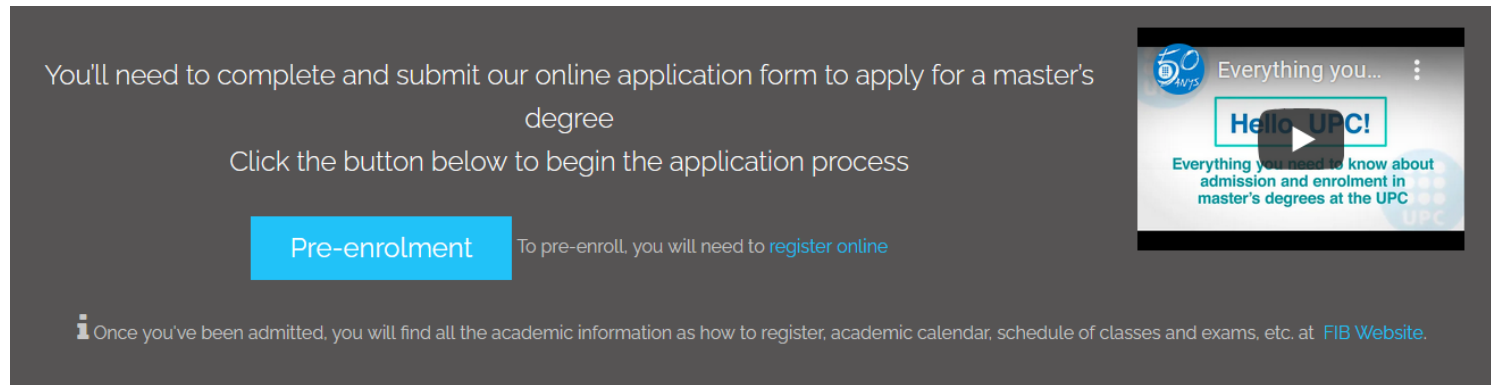 You'll need to complete and submit our online application form to apply for a master's
degree
Click the button below to begin the application process
Pre-enrolment
To pre-enroll, you will need to register online
Once you've been admitted, you will find all the academic information as how to register, academic calendar, schedule of classes and exams, etc. at FIB Website.
50
ANYS
Everything you...
Hello, UPC!
Everything you need to know about
admission and enrolment in
master's degrees at the UPC
UPC